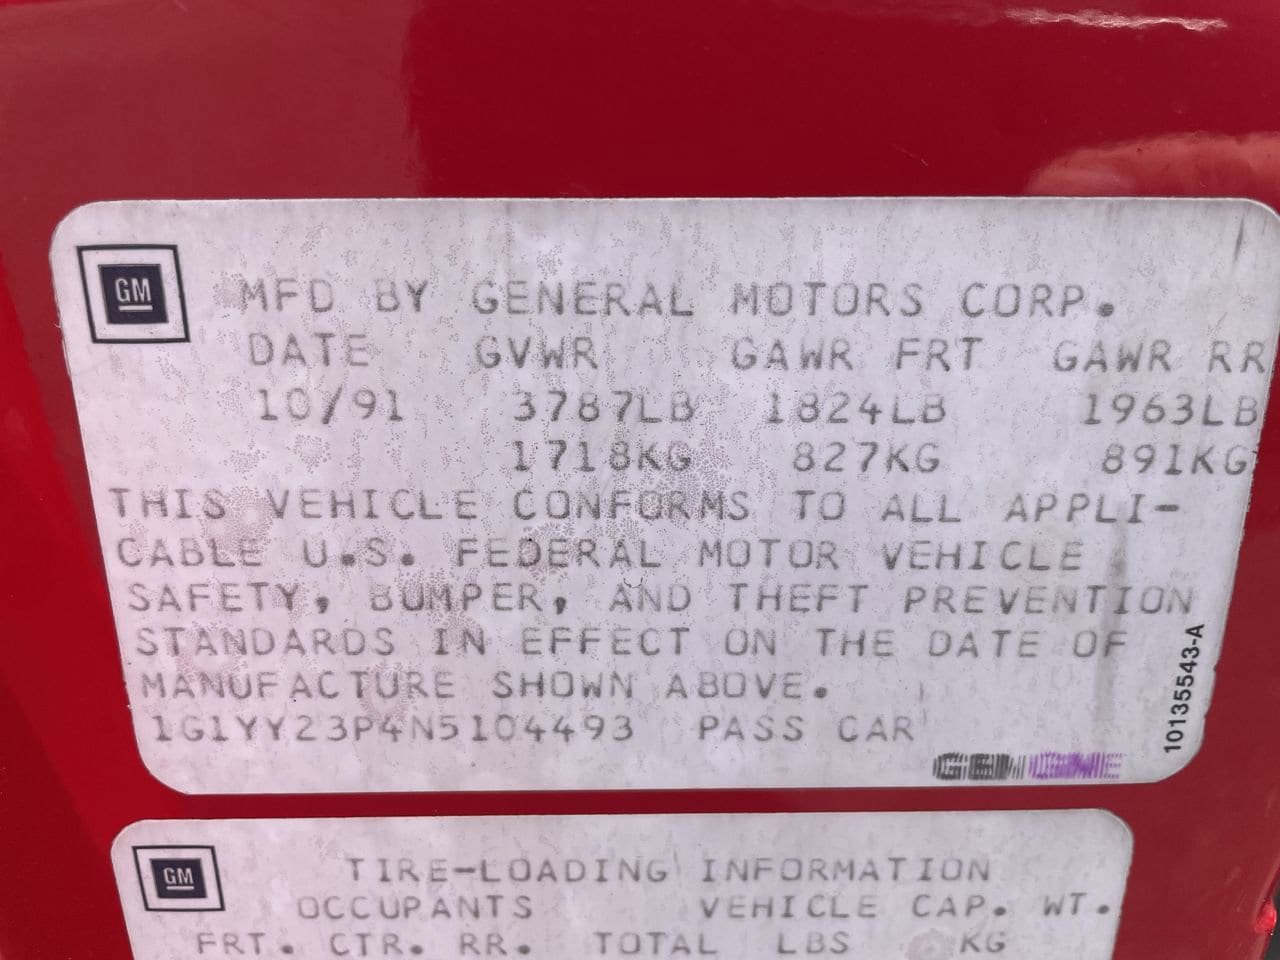 GM
MFD BY GENERAL MOTORS CORP.
DATE GVWR GAWR FRT GAWR RR
10/91 3787LB 1824LB 1963LB
1718KG 827KG 891KG
THIS VEHICLE CONFORMS TO ALL APPLI-
CABLE U.S. FEDERAL MOTOR VEHICLE
SAFETY, BUMPER, AND THEFT PREVENTION
STANDARDS IN EFFECT ON THE DATE OF
MANUFACTURE SHOWN ABOVE.
1G1YY23P4N5104493 PASS CAR
10135543-A
GM
TIRE-LOADING INFORMATION
OCCUPANTS VEHICLE CAP. WT.
FRT. CTR. RR. TOTAL LBS KG